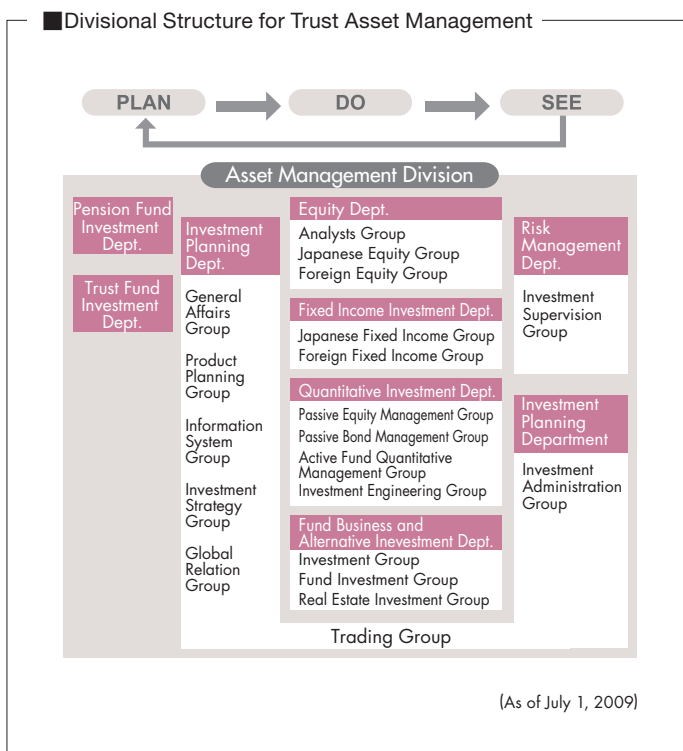 ■Divisional Structure for Trust Asset Management
PLAN
DO
SEE
Asset Management Division
Pension Fund
Investment
Dept.
Trust Fund
Investment
Dept.
Investment
Planning
Dept.
General
Affairs
Group
Product
Planning
Group
Information
System
Group
Investment
Strategy
Group
Global
Relation
Group
Equity Dept.
Analysts Group
Japanese Equity Group
Foreign Equity Group
Fixed Income Investment Dept.
Japanese Fixed Income Group
Foreign Fixed Income Group
Quantitative Investment Dept.
Passive Equity Management Group
Passive Bond Management Group
Active Fund Quantitative
Management Group
Investment Engineering Group
Fund Business and
Alternative Inevestment Dept.
Investment Group
Fund Investment Group
Real Estate Investment Group
Risk
Management
Dept.
Investment
Supervision
Group
Investment
Planning
Department
Investment
Administration
Group
Trading Group
(As of July 1, 2009)